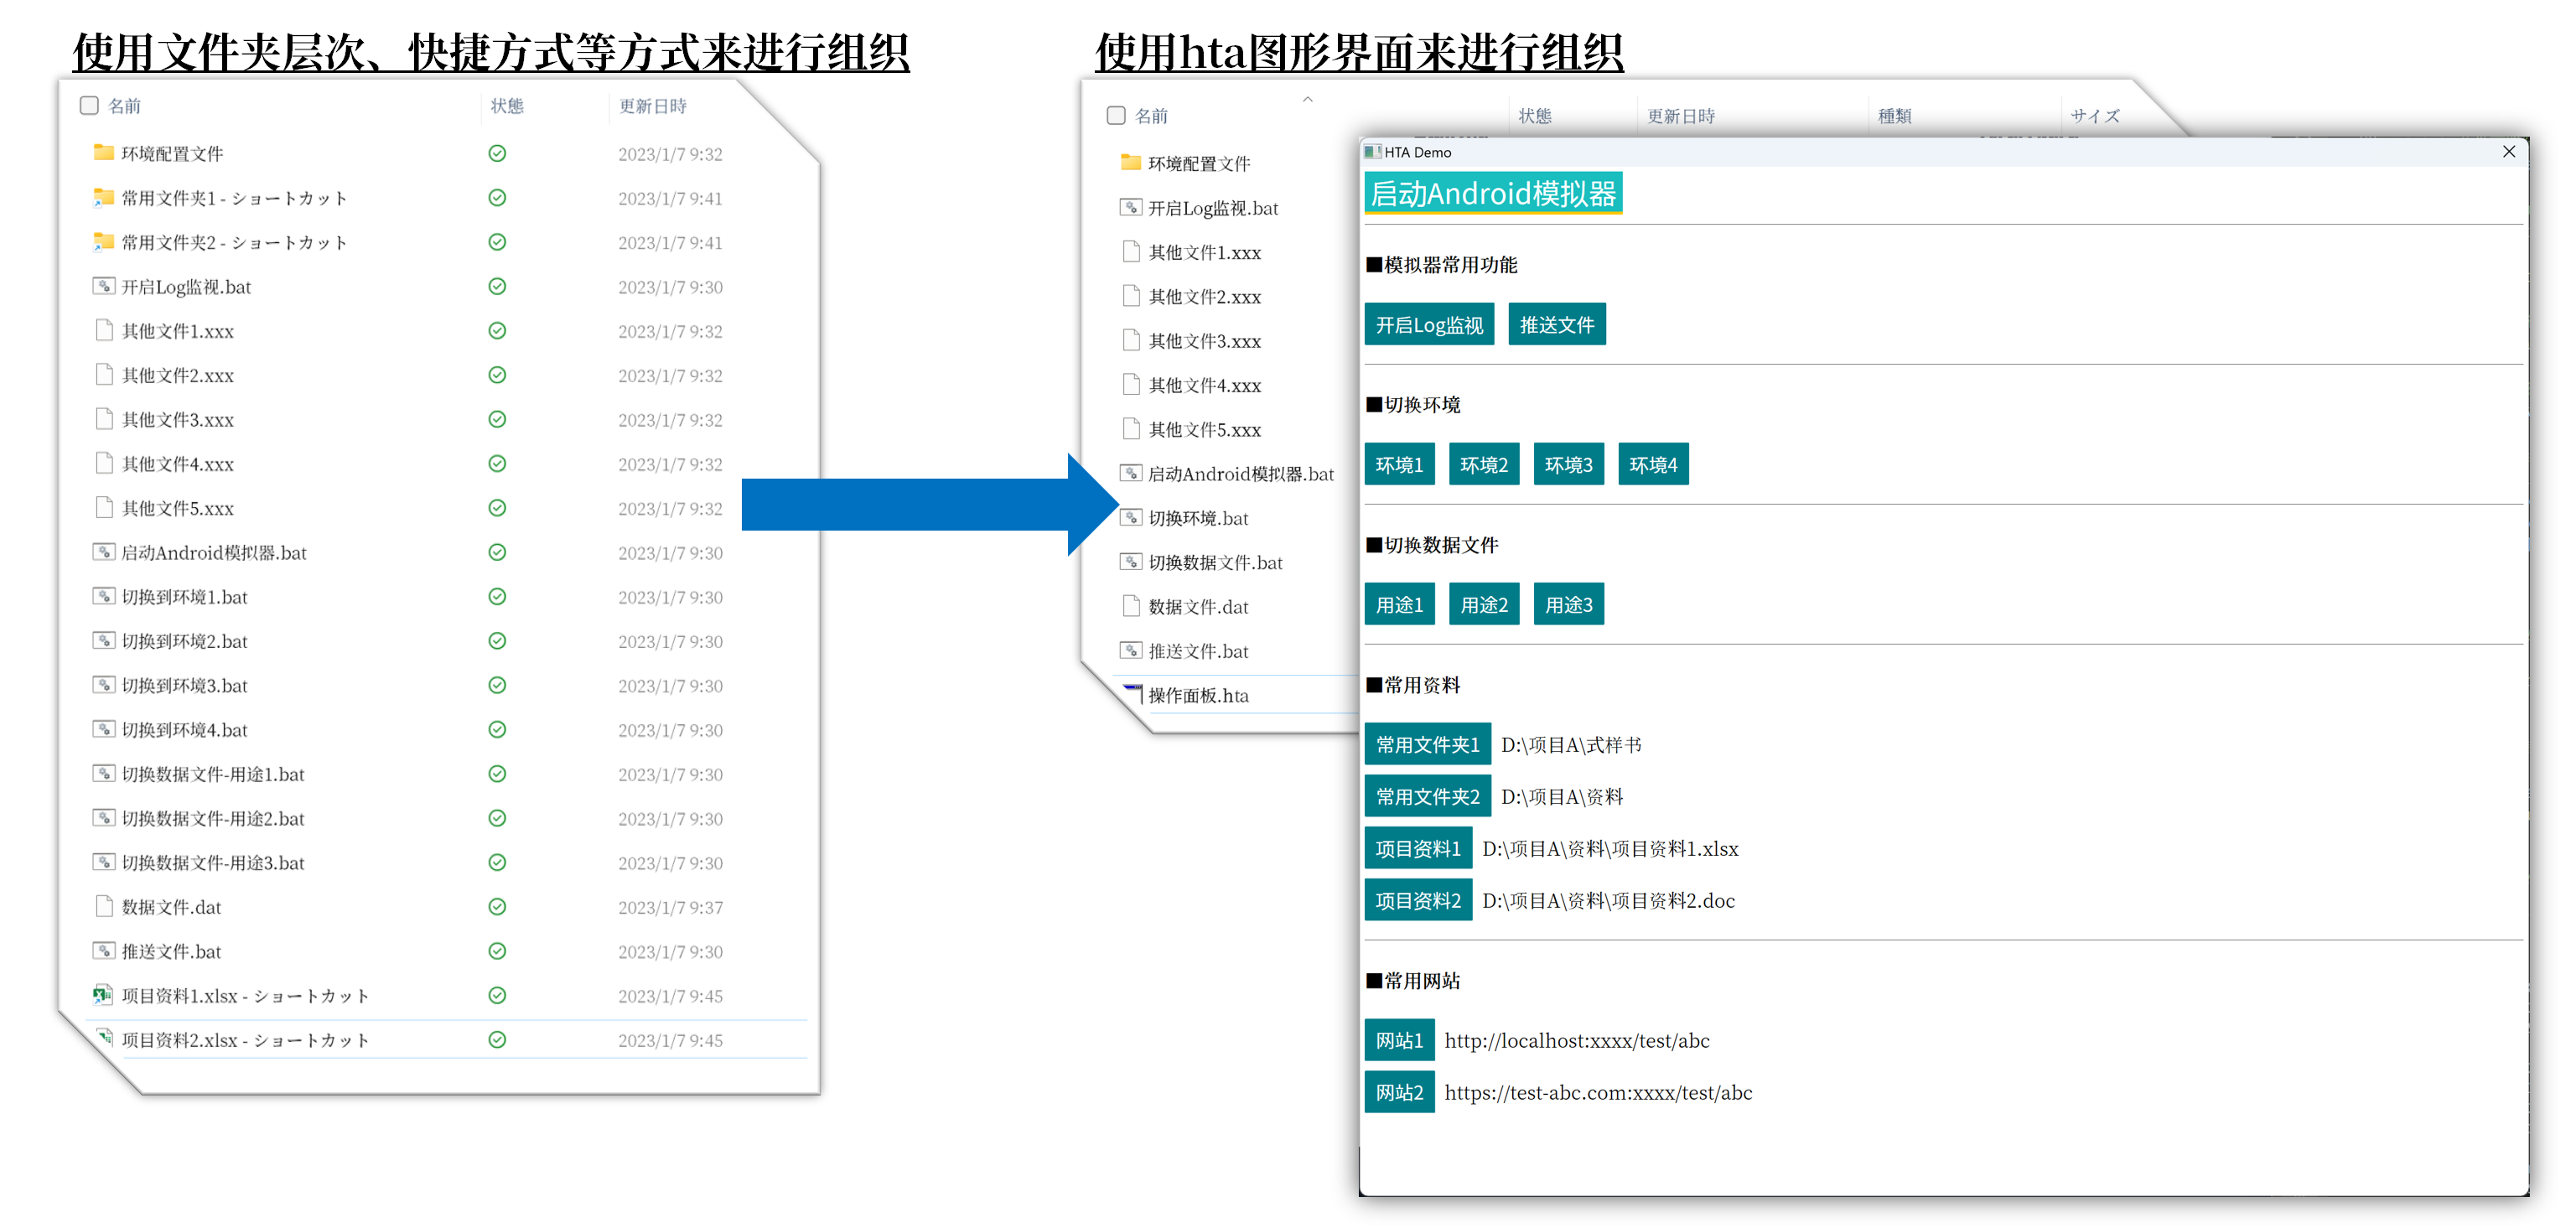 使用文件夹层次、快捷方式等方式来进行组织
名前 状態 更新日時
环境配置文件 2023/1/7 9:32
常用文件夹1 - ショートカット 2023/1/7 9:41
常用文件夹2 - ショートカット 2023/1/7 9:41
开启Log监视.bat 2023/1/7 9:30
其他文件1.xxx 2023/1/7 9:32
其他文件2.xxx 2023/1/7 9:32
其他文件3.xxx 2023/1/7 9:32
其他文件4.xxx 2023/1/7 9:32
其他文件5.xxx 2023/1/7 9:32
启动Android模拟器.bat 2023/1/7 9:30
切换到环境1.bat 2023/1/7 9:30
切换到环境2.bat 2023/1/7 9:30
切换到环境3.bat 2023/1/7 9:30
切换到环境4.bat 2023/1/7 9:30
切换数据文件-用途1.bat 2023/1/7 9:30
切换数据文件-用途2.bat 2023/1/7 9:30
切换数据文件-用途3.bat 2023/1/7 9:30
数据文件.dat 2023/1/7 9:37
推送文件.bat 2023/1/7 9:30
项目资料1.xlsx - ショートカット 2023/1/7 9:45
项目资料2.xlsx - ショートカット 2023/1/7 9:45
使用hta图形界面来进行组织
名前 状態 更新日時 種類 サイズ
环境配置文件
开启Log监视.bat
其他文件1.xxx
其他文件2.xxx
其他文件3.xxx
其他文件4.xxx
其他文件5.xxx
启动Android模拟器.bat
切换环境.bat
切换数据文件.bat
数据文件.dat
推送文件.bat
操作面板.hta
HTA Demo
启动Android模拟器
■模拟器常用功能
开启Log监视 推送文件
■切换环境
环境1 环境2 环境3 环境4
■切换数据文件
用途1 用途2 用途3
■常用资料
常用文件夹1 D:\项目A\式样书
常用文件夹2 D:\项目A\资料
项目资料1 D:\项目A\资料\项目资料1.xlsx
项目资料2 D:\项目A\资料\项目资料2.doc
■常用网站
网站1 http://localhost:xxxx/test/abc
网站2 https://test-abc.com:xxxx/test/abc